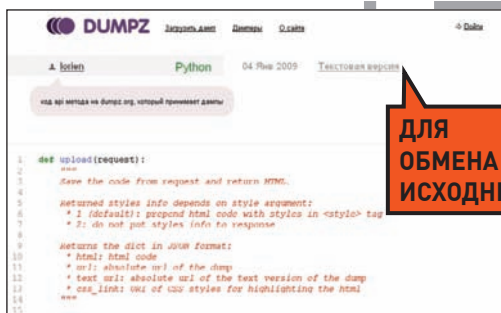 DUMPZ Загрузить дамп Дамперы О сайте Войти
lorien Python 04 Янв 2009 Текстовая версия
код api метода на dumpz.org, который принимает дампы
ДЛЯ
ОБМЕНА
ИСХОДНИ
1 def upload(request):
2 """
3 Save the code from request and return HTML.
4
5 Returned styles info depends on style argument:
6 * 1 (default): prepend html code with styles in <style> tag
7 * 2: do not put styles info to response
8
9 Returns the dict in JSON format:
10 * html: html code
11 * url: absolute url of the dump
12 * text_url: absolute url of the text version of the dump
13 * css_link: URI of CSS styles for highlighting the html
14 """
15